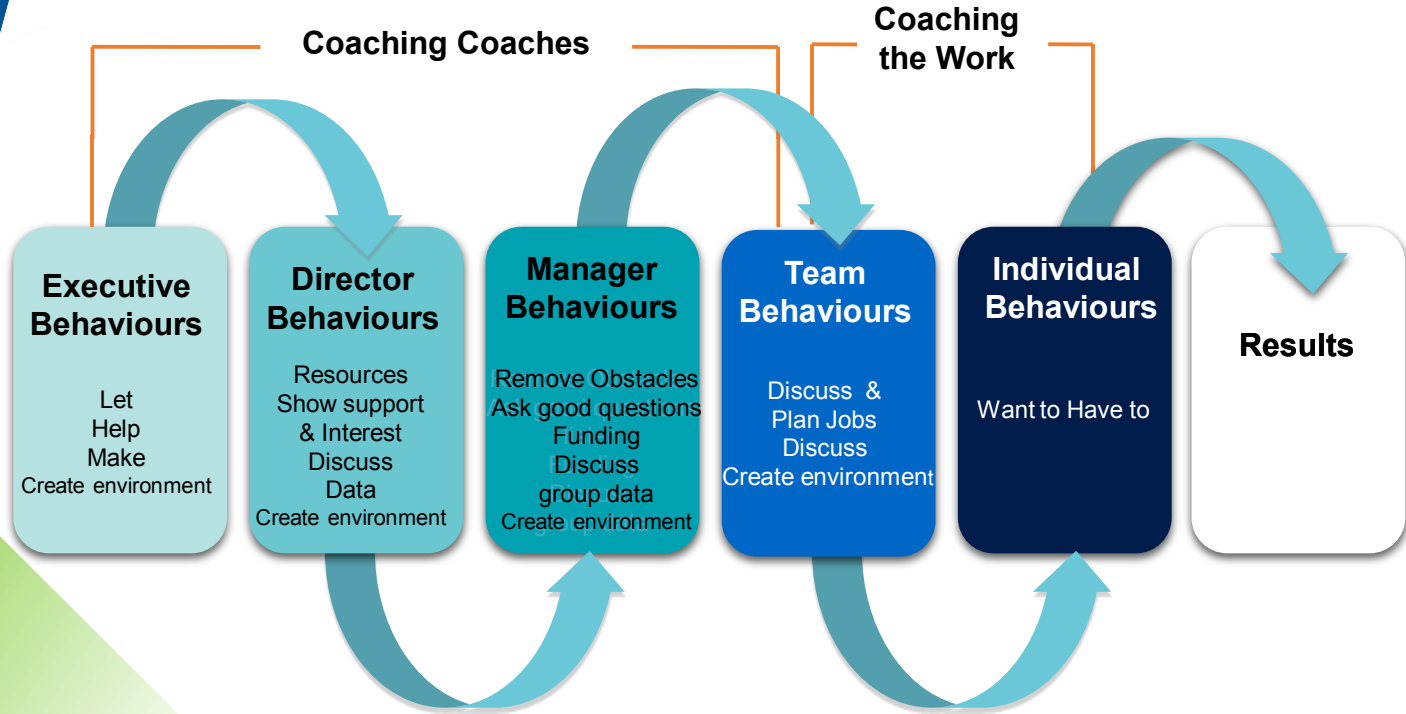 Coaching Coaches
Coaching
the Work
Executive
Behaviours
Let
Help
Make
Create environment
Director
Behaviours
Resources
Show support
& Interest
Discuss
Data
Create environment
Manager
Behaviours
Remove Obstacles
Ask good questions
Funding
Discuss
group data
Create environment
Team
Behaviours
Discuss &
Plan Jobs
Discuss
Create environment
Individual
Behaviours
Want to Have to
Results